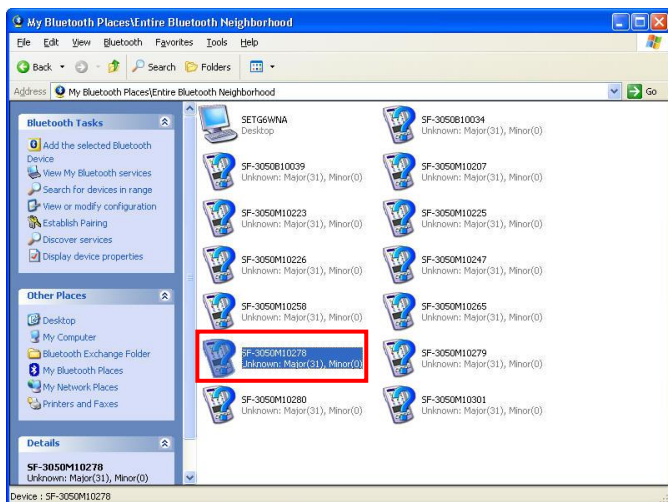 My Bluetooth Places\Entire Bluetooth Neighborhood
File Edit View Bluetooth Favorites Tools Help
Back Search Folders
Address My Bluetooth Places\Entire Bluetooth Neighborhood Go
Bluetooth Tasks
Add the selected Bluetooth
Device
View My Bluetooth services
Search for devices in range
View or modify configuration
Establish Pairing
Discover services
Display device properties
Other Places
Desktop
My Computer
Bluetooth Exchange Folder
My Bluetooth Places
My Network Places
Printers and Faxes
Details
SF-3050M10278
Unknown: Major(31), Minor(0)
SETG6WNA
Desktop
SF-3050B10034
Unknown: Major(31), Minor(0)
SF-3050B10039
Unknown: Major(31), Minor(0)
SF-3050M10207
Unknown: Major(31), Minor(0)
SF-3050M10223
Unknown: Major(31), Minor(0)
SF-3050M10225
Unknown: Major(31), Minor(0)
SF-3050M10226
Unknown: Major(31), Minor(0)
SF-3050M10247
Unknown: Major(31), Minor(0)
SF-3050M10258
Unknown: Major(31), Minor(0)
SF-3050M10265
Unknown: Major(31), Minor(0)
SF-3050M10278
Unknown: Major(31), Minor(0)
SF-3050M10279
Unknown: Major(31), Minor(0)
SF-3050M10280
Unknown: Major(31), Minor(0)
SF-3050M10301
Unknown: Major(31), Minor(0)
Device : SF-3050M10278